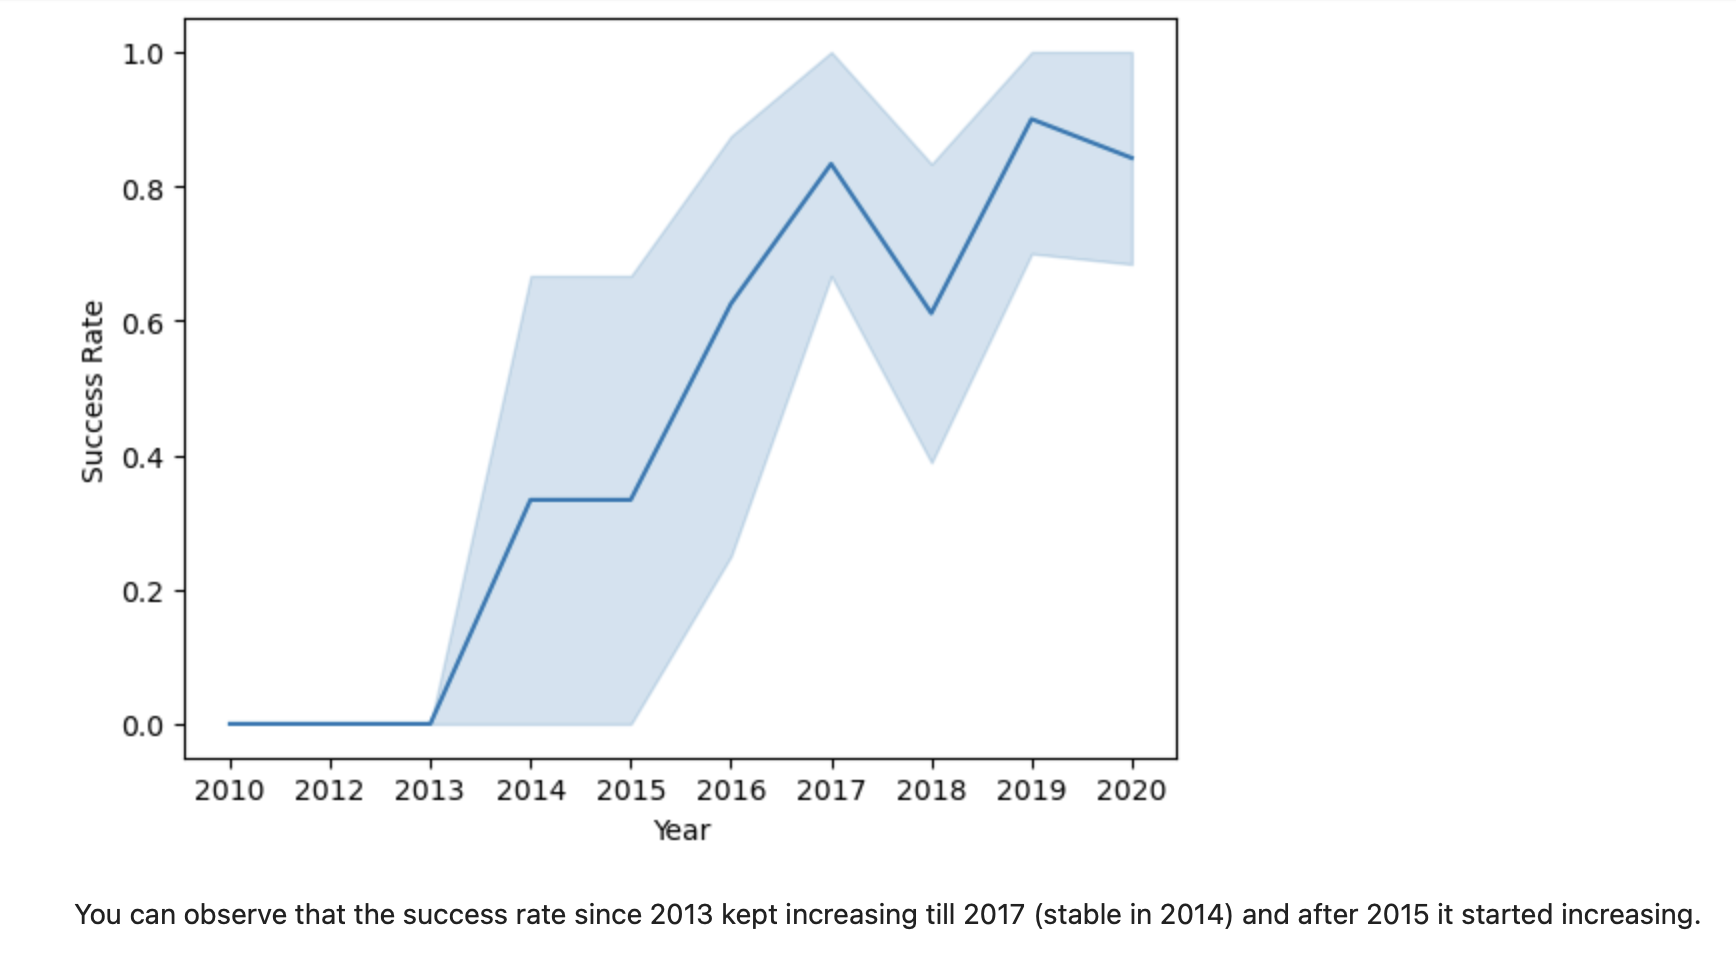 1.0
0.8
0.6
0.4
0.2
0.0
Success Rate
2010 2012 2013 2014 2015 2016 2017 2018 2019 2020
Year
You can observe that the success rate since 2013 kept increasing till 2017 (stable in 2014) and after 2015 it started increasing.